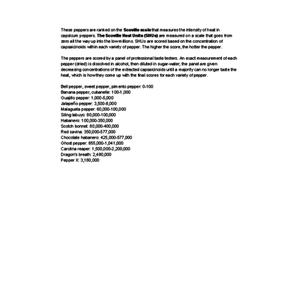 These peppers are ranked on the Scoville scale that measures the intensity of heat in
capsicum peppers. The Scoville Heat Units (SHUs) are measured on a scale that goes from
zero all the way up into the low millions. SHUs are scored based on the concentration of
capsaicinoids within each variety of pepper. The higher the score, the hotter the pepper.
The peppers are scored by a panel of professional taste testers. An exact measurement of each
pepper (dried) is dissolved in alcohol, then diluted in sugar-water; the panel are given
decreasing concentrations of the extracted capsaicinoids until a majority can no longer taste the
heat, which is how they come up with the final scores for each variety of pepper.
Bell pepper, sweet pepper, pimento pepper: 0-100
Banana pepper, cubanelle: 100-1,000
Guajillo pepper: 1,000-5,000
Jalapeño pepper: 3,500-8,000
Malagueta pepper: 60,000-100,000
Siling labuyo: 80,000-100,000
Habanero: 100,000-350,000
Scotch bonnet: 80,000-400,000
Red savina: 350,000-577,000
Chocolate habanero: 425,000-577,000
Ghost pepper: 855,000-1,041,000
Carolina reaper: 1,500,000-2,200,000
Dragon's breath: 2,480,000
Pepper X: 3,180,000